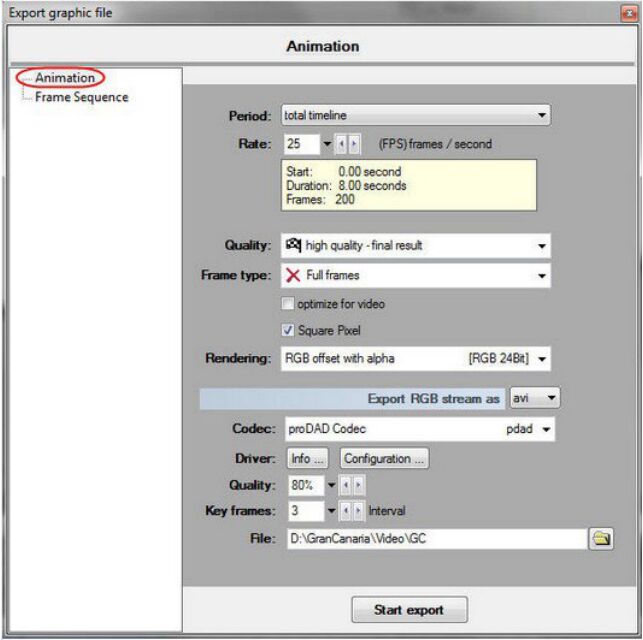 Export graphic file
Animation
Animation
Frame Sequence
Period: total timeline
Rate: 25 (FPS) frames / second
Start: 0.00 second
Duration: 8.00 seconds
Frames: 200
Quality: high quality - final result
Frame type: Full frames
optimize for video
Square Pixel
Rendering: RGB offset with alpha [RGB 24Bit]
Export RGB stream as avi
Codec: proDAD Codec pdad
Driver: Info ... Configuration ...
Quality: 80%
Key frames: 3 Interval
File: D:\GranCanaria\Video\GC
Start export